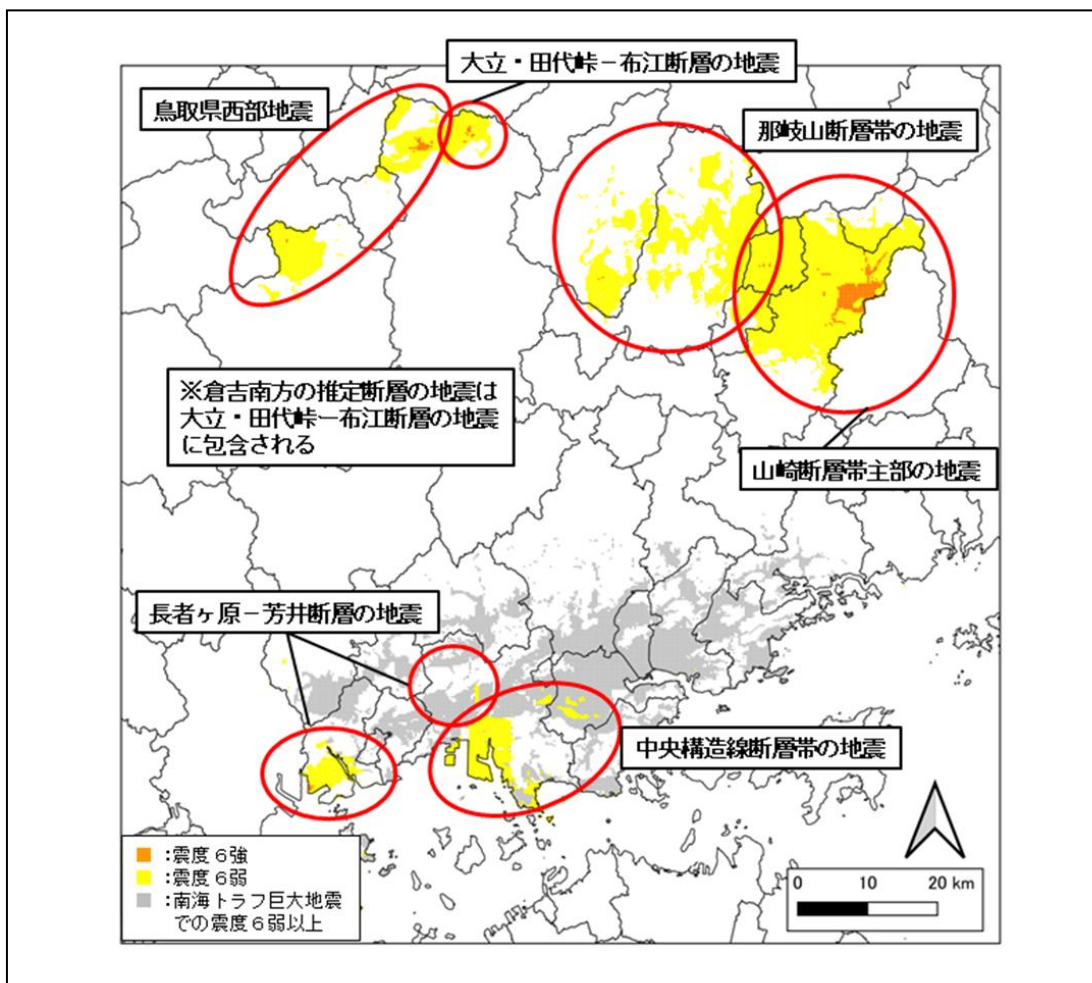 大立・田代峠－布江断層の地震
鳥取県西部地震
那岐山断層帯の地震
※倉吉南方の推定断層の地震は
大立・田代峠ー布江断層の地震
に包含される
山崎断層帯主部の地震
長者ヶ原－芳井断層の地震
中央構造線断層帯の地震
:震度６強
:震度６弱
:南海トラフ巨大地震
での震度６弱以上
0 10 20 km